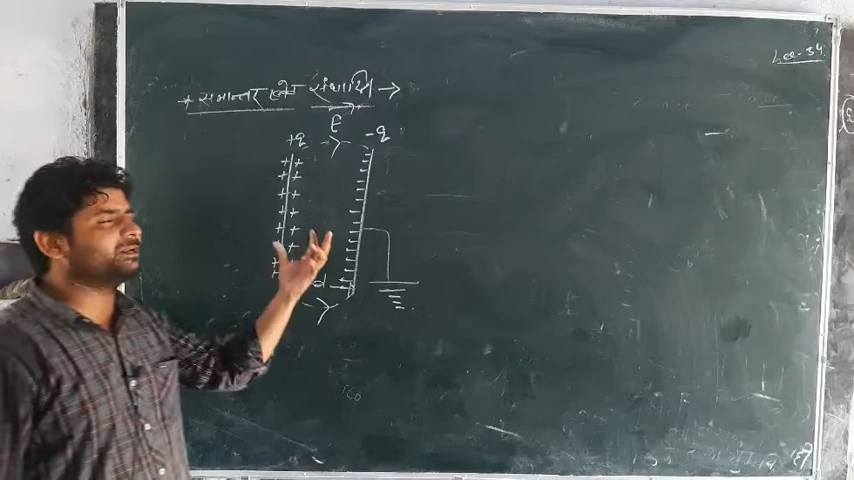 Lec-34
* समान्तर प्लेट संधारित्र →
E
+q -q
d